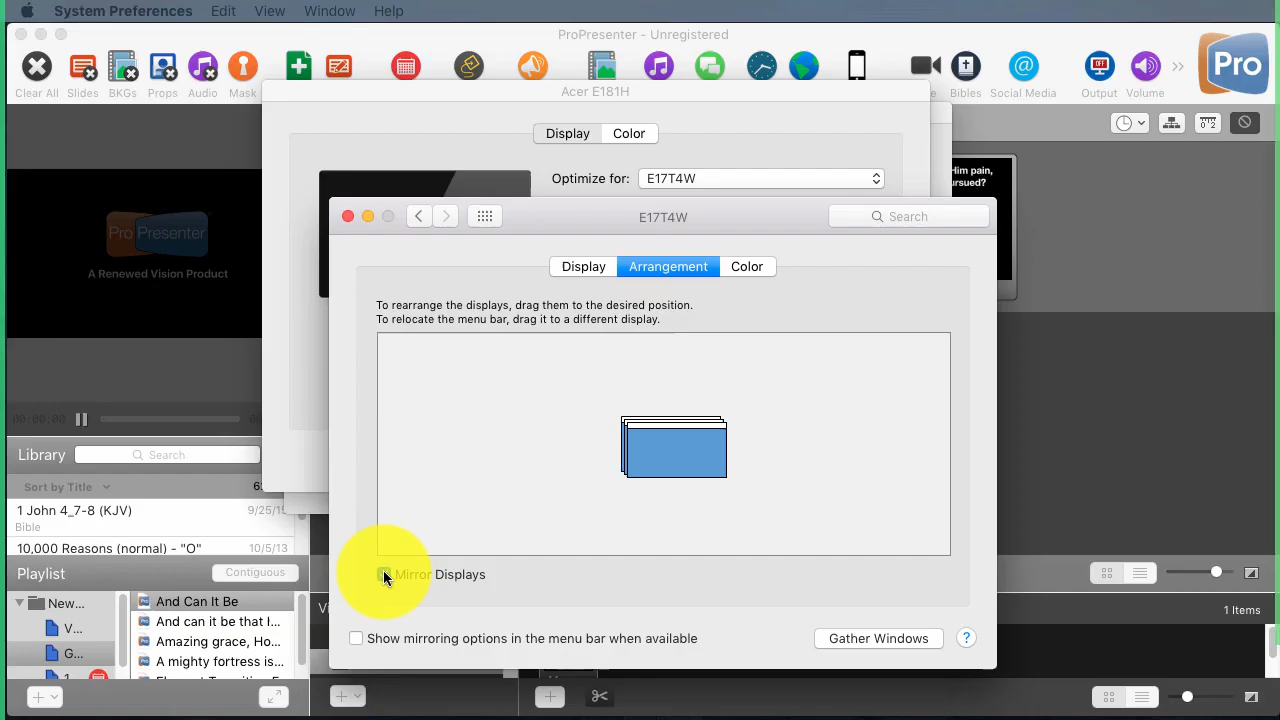 System Preferences Edit View Window Help
ProPresenter - Unregistered
Clear All Slides BKGs Props Audio Mask
Bibles Social Media Output Volume
Pro
Acer E181H
Display Color
Optimize for: E17T4W
Him pain,
ursued?
E17T4W
Search
Pro Presenter
A Renewed Vision Product
Display Arrangement Color
To rearrange the displays, drag them to the desired position.
To relocate the menu bar, drag it to a different display.
00:00:00
Library Search
Sort by Title
1 John 4_7-8 (KJV)
Bible
10,000 Reasons (normal) - "O" 10/5/13
Mirror Displays
Playlist Contiguous
New... And Can It Be
V... And can it be that I...
G... Amazing grace, Ho...
A mighty fortress is...
1 Items
Show mirroring options in the menu bar when available
Gather Windows ?